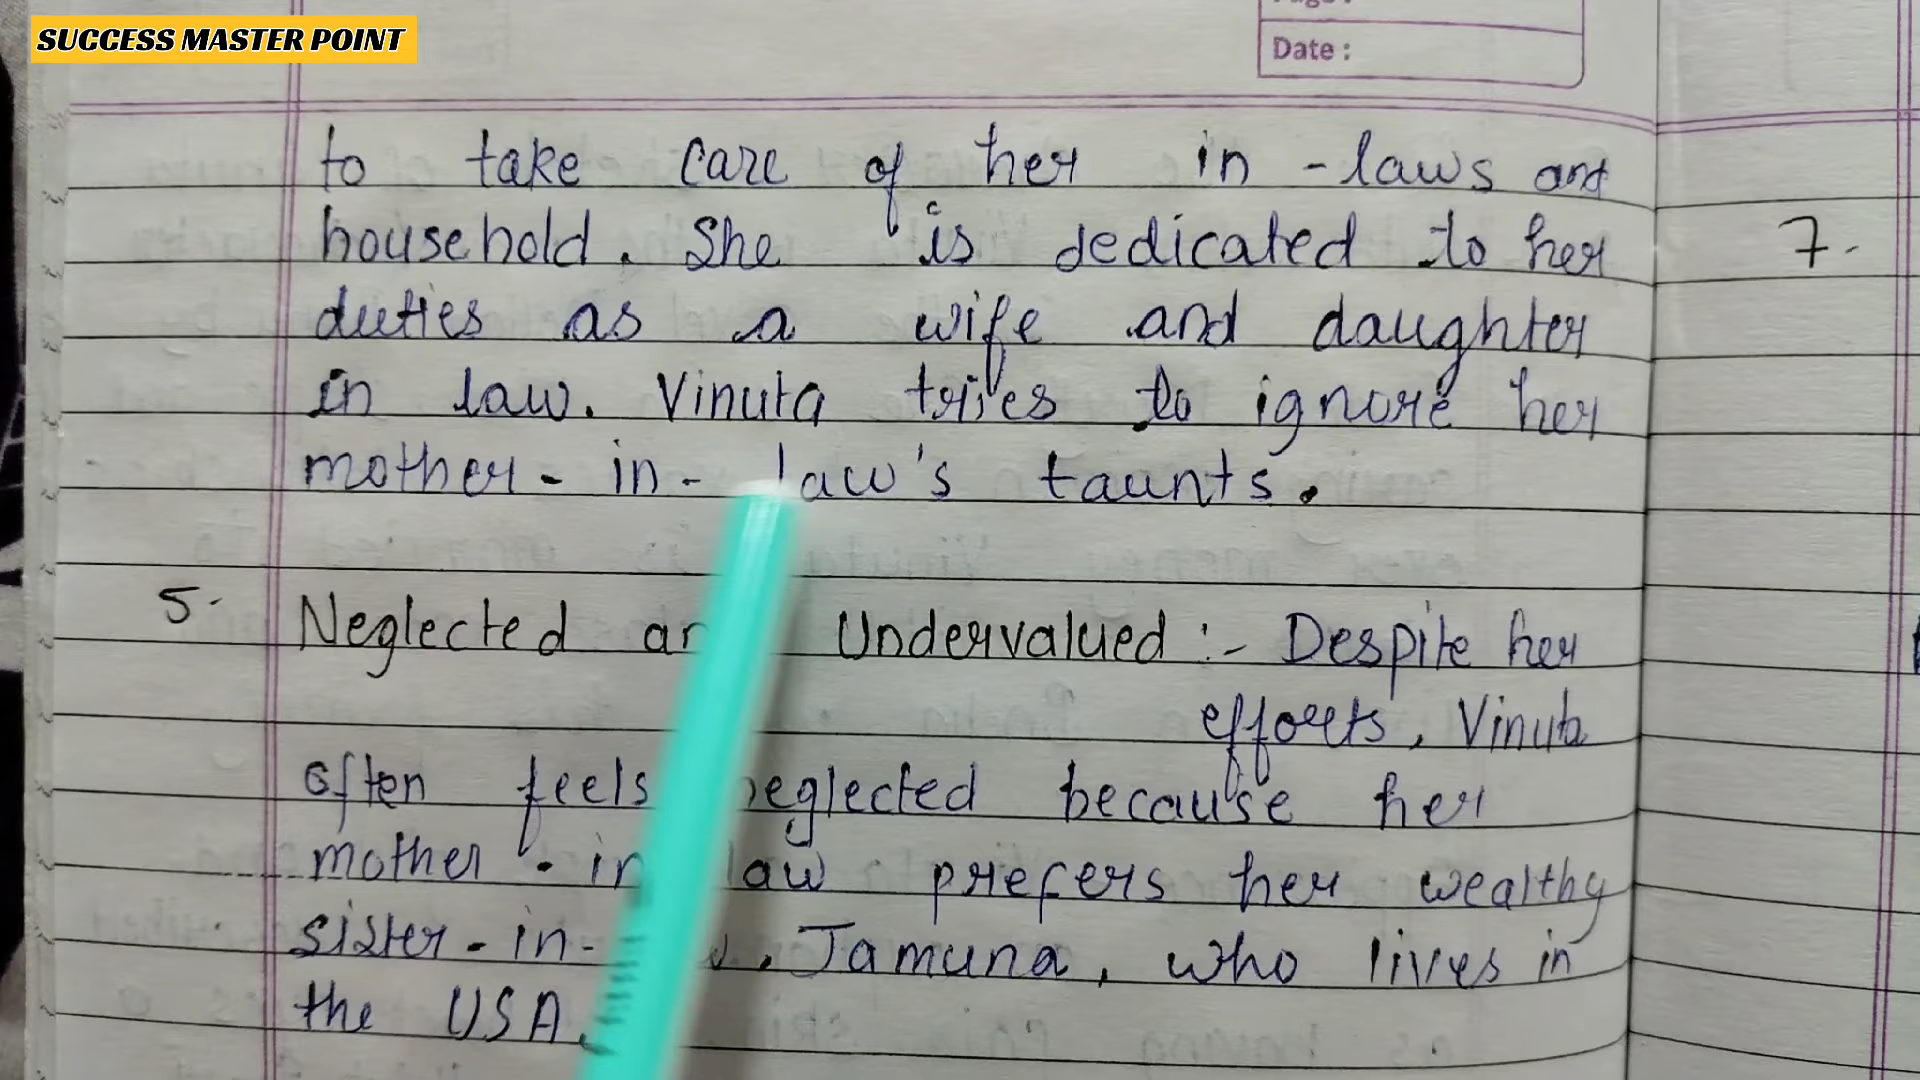 SUCCESS MASTER POINT
Date :
to take care of her in - laws and
household. She is dedicated to her
duties as a wife and daughter
in law. Vinuta tries to ignore her
mother - in - law's taunts.
5. Neglected Undervalued :- Despite her
efforts, Vinuta
often feels neglected because her
mother - in law prefers her wealthy
sister - in - , Jamuna, who lives in
the USA.
7.